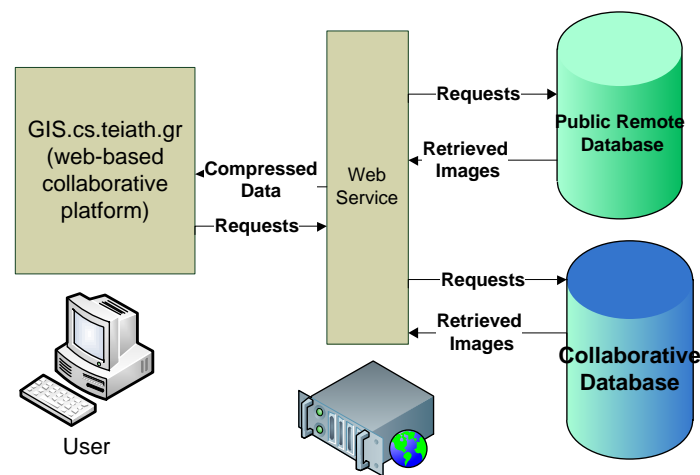 GIS.cs.teiath.gr
(web-based
collaborative
platform)
Compressed
Data
Requests
Web
Service
Requests
Retrieved
Images
Public Remote
Database
Requests
Retrieved
Images
Collaborative
Database
User